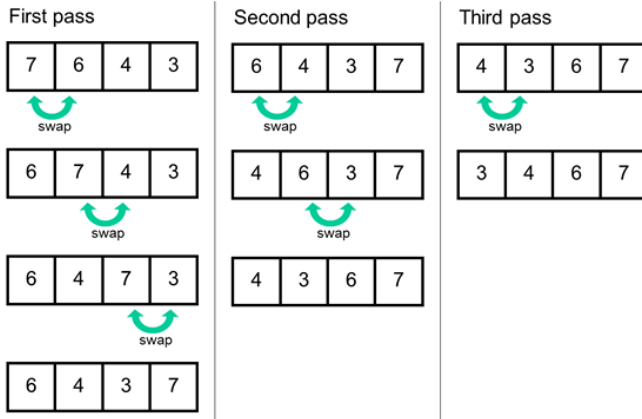 First pass
7 6 4 3
swap
6 7 4 3
swap
6 4 7 3
swap
6 4 3 7
Second pass
6 4 3 7
swap
4 6 3 7
swap
4 3 6 7
Third pass
4 3 6 7
swap
3 4 6 7